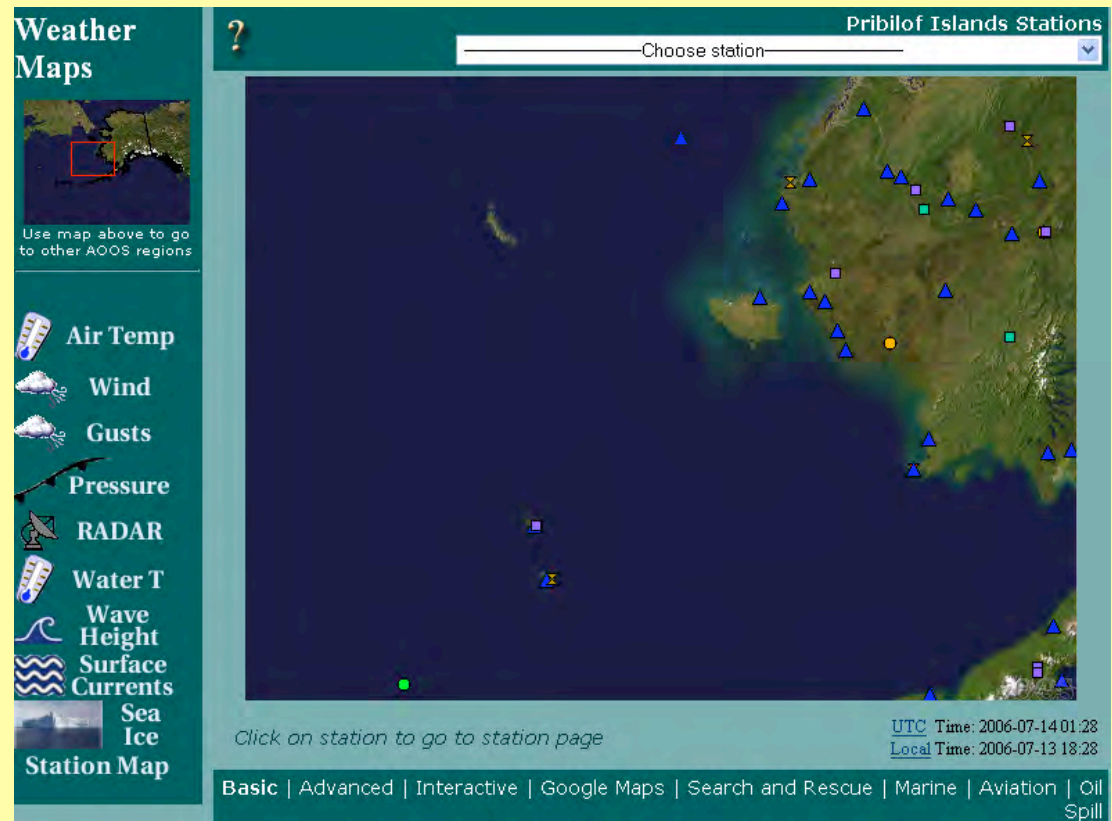 Weather
Maps
Use map above to go
to other AOOS regions
Air Temp
Wind
Gusts
Pressure
RADAR
Water T
Wave
Height
Surface
Currents
Sea
Ice
Station Map
?
Pribilof Islands Stations
Choose station
Click on station to go to station page
UTC Time: 2006-07-14 01:28
Local Time: 2006-07-13 18:28
Basic | Advanced | Interactive | Google Maps | Search and Rescue | Marine | Aviation | Oil
Spill